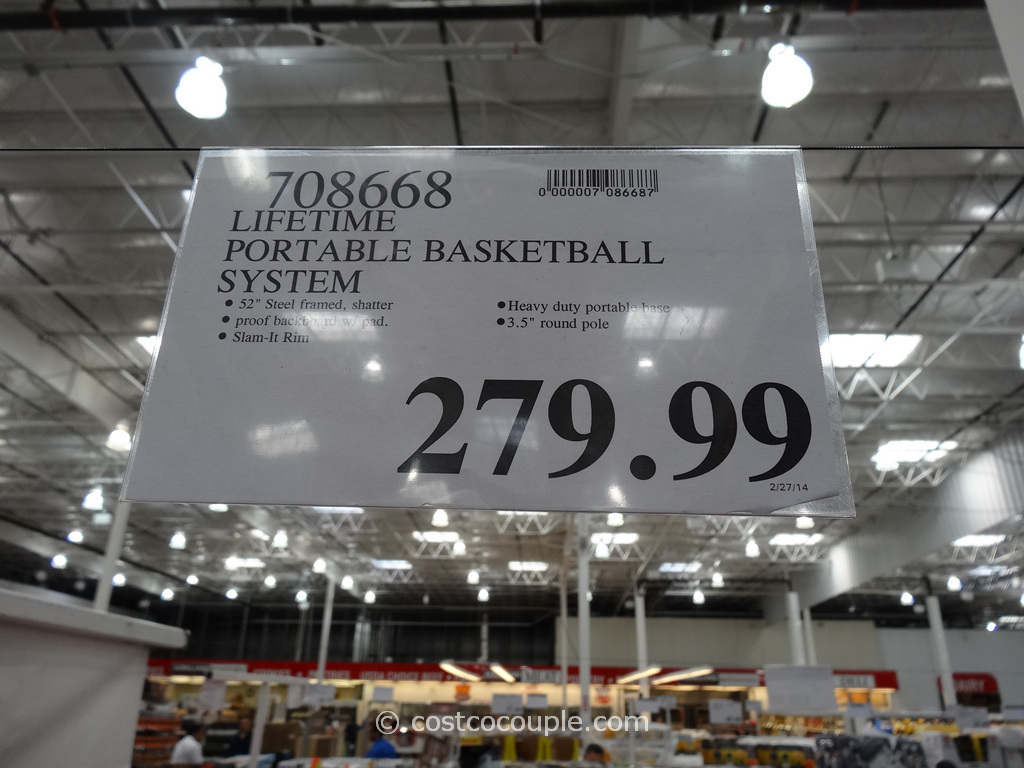 708668
0 000007 086687
LIFETIME
PORTABLE BASKETBALL
SYSTEM
• 52" Steel framed, shatter
• proof backboard w/ pad.
• Slam-It Rim
• Heavy duty portable base
• 3.5" round pole
279.99
2/27/14
DAIRY
© costcocouple.com